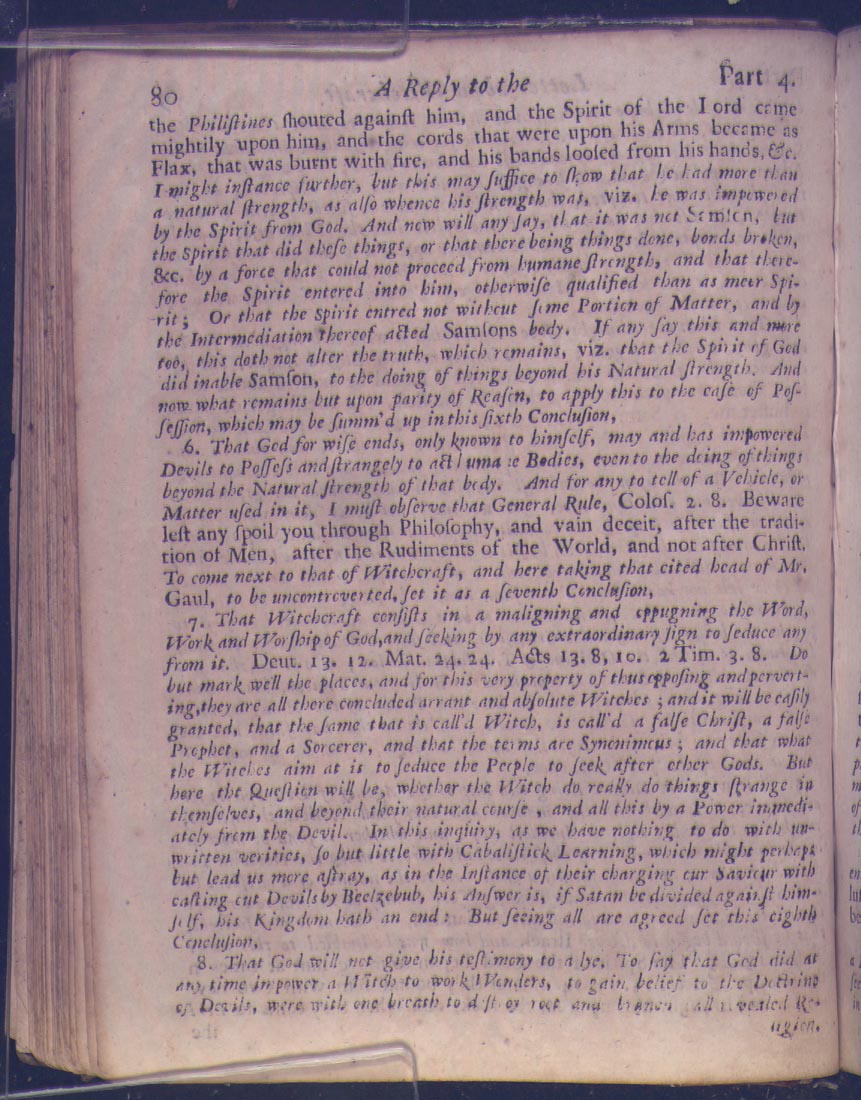 80 A Reply to the Part 4.
the Philiſtines ſhouted againſt him, and the Spirit of the Lord came
mightily upon him, and the cords that were upon his Arms became as
Flax, that was burnt with fire, and his bands looſed from his hands, &c.
I might inſtance further, but this may ſuffice to ſhow that he had more than
a natural ſtrength, as alſo whence his ſtrength was, viz. he was impowered
by the Spirit from God. And now will any ſay, that it was not Samſon, but
the Spirit that did theſe things, or that there being things done, bonds broken,
&c. by a force that could not proceed from humane ſtrength, and that there-
fore the Spirit entered into him, otherwiſe qualified than as meer Spi-
rit; Or that the Spirit entred not without ſome Portion of Matter, and by
the Intermediation thereof acted Samſons body. If any ſay this and more
too, this doth not alter the truth, which remains, viz. that the Spirit of God
did inable Samſon, to the doing of things beyond his Natural ſtrength. And
now what remains but upon parity of Reaſon, to apply this to the caſe of Poſ-
ſeſſion, which may be ſumm'd up in this ſixth Concluſion,
6. That God for wiſe ends, only known to himſelf, may and has impowered
Devils to Poſſeſs and ſtrangely to act humane Bodies, even to the doing of things
beyond the Natural ſtrength of that body. And for any to tell of a Vehicle, or
Matter uſed in it, I muſt obſerve that General Rule, Coloſ. 2. 8. Beware
leſt any ſpoil you through Philoſophy, and vain deceit, after the tradi-
tion of Men, after the Rudiments of the World, and not after Chriſt.
To come next to that of Witchcraft, and here taking that cited head of Mr.
Gaul, to be uncontroverted, ſet it as a ſeventh Concluſion,
7. That Witchcraft conſiſts in a maligning and oppugning the Word,
Work and Worſhip of God, and ſeeking by any extraordinary ſign to ſeduce any
from it. Deut. 13. 12. Mat. 24. 24. Acts 13. 8, 10. 2 Tim. 3. 8. Do
but mark well the places, and for this very property of thus oppoſing and pervert-
ing, they are all there concluded arrant and abſolute Witches; and it will be eaſily
granted, that the ſame that is call'd Witch, is call'd a falſe Chriſt, a falſe
Prophet, and a Sorcerer, and that the terms are Synonimous; and that what
the Witches aim at is to ſeduce the People to ſeek after other Gods. But
here tht Queſtion will be, whether the Witch do really do things ſtrange in
themſelves, and beyond their natural courſe, and all this by a Power immedi-
ately from the Devil. In this inquiry, as we have nothing to do with un-
written verities, ſo but little with Cabaliſtick Learning, which might perhaps
but lead us more aſtray, as in the Inſtance of their charging our Saviour with
caſting out Devils by Beelzebub, his Anſwer is, if Satan be divided againſt him-
ſelf, his Kingdom hath an end: But ſeeing all are agreed ſet this eighth
Concluſion,
8. That God will not give his teſtimony to a lye. To ſay that God did at
any time impower a Witch to work Wonders, to gain belief to the Doctrine
of Devils, were with one breath to deſtroy root and branch all revealed Re-
ligion.